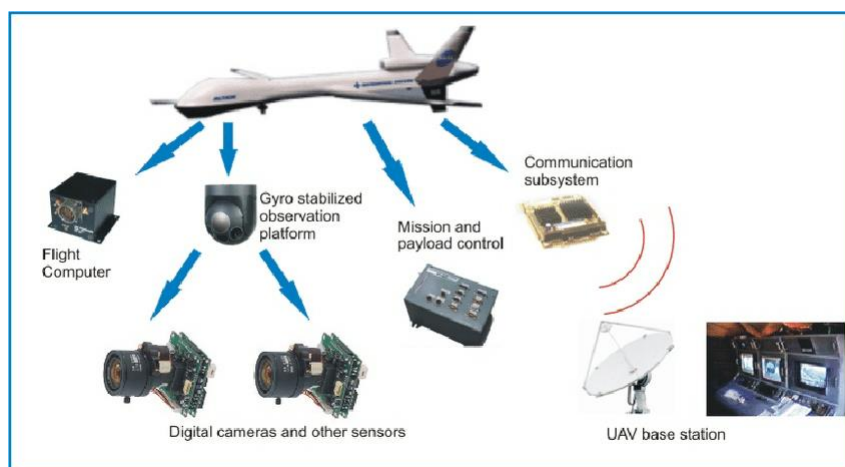 Communication
subsystem
Gyro stabilized
observation
platform
Mission and
payload control
Flight
Computer
Digital cameras and other sensors
UAV base station